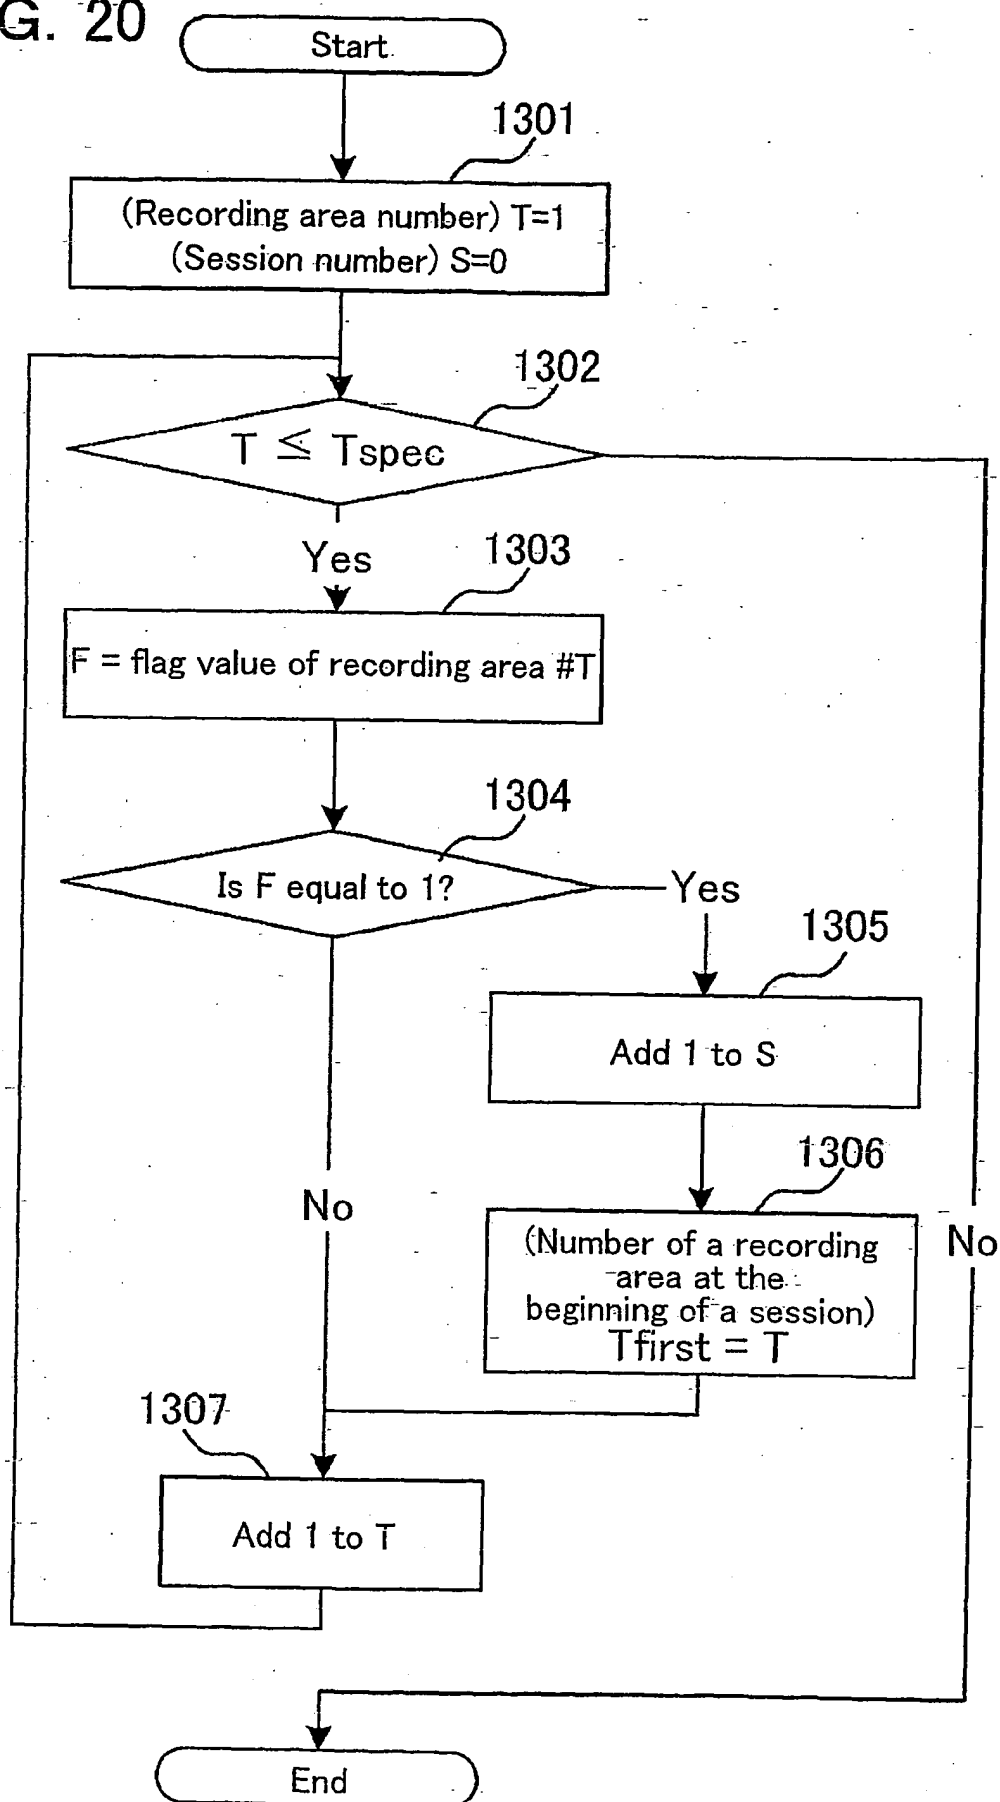 G. 20
Start
1301
(Recording area number) T=1
(Session number) S=0
1302
T ≦ Tspec
Yes
1303
F = flag value of recording area #T
1304
Is F equal to 1?
Yes
1305
Add 1 to S
1306
No
(Number of a recording
area at the
beginning of a session)
Tfirst = T
No
1307
Add 1 to T
End